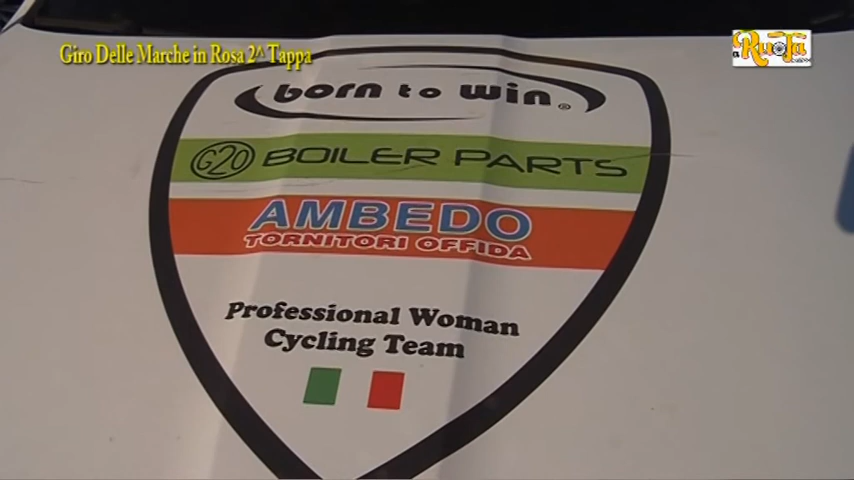 Giro Delle Marche in Rosa 2^ Tappa
RuoTa
born to win ®
G20 BOILER PARTS
AMBEDO
TORNITORI OFFIDA
Professional Woman
Cycling Team